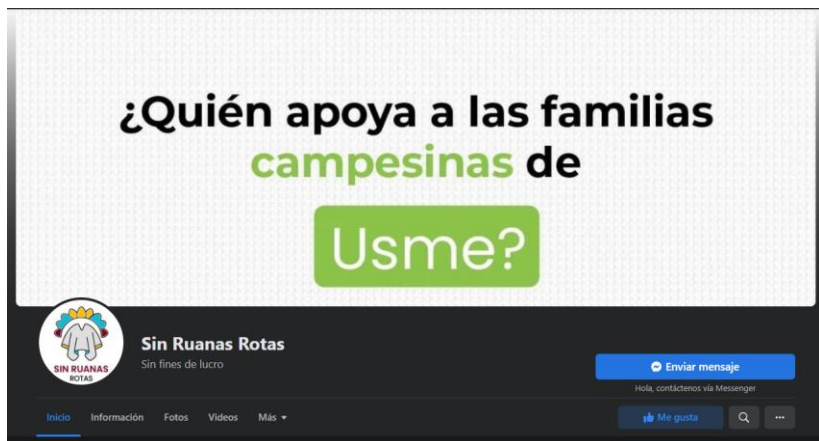 ¿Quién apoya a las familias
campesinas de
Usme?
SIN RUANAS
ROTAS
Sin Ruanas Rotas
Sin fines de lucro
Enviar mensaje
Hola, contáctenos vía Messenger
Inicio Información Fotos Videos Más
Me gusta